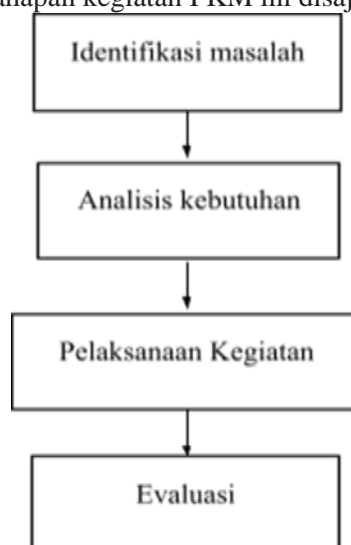 kegiatan PKM ini
Identifikasi masalah
Analisis kebutuhan
Pelaksanaan Kegiatan
Evaluasi